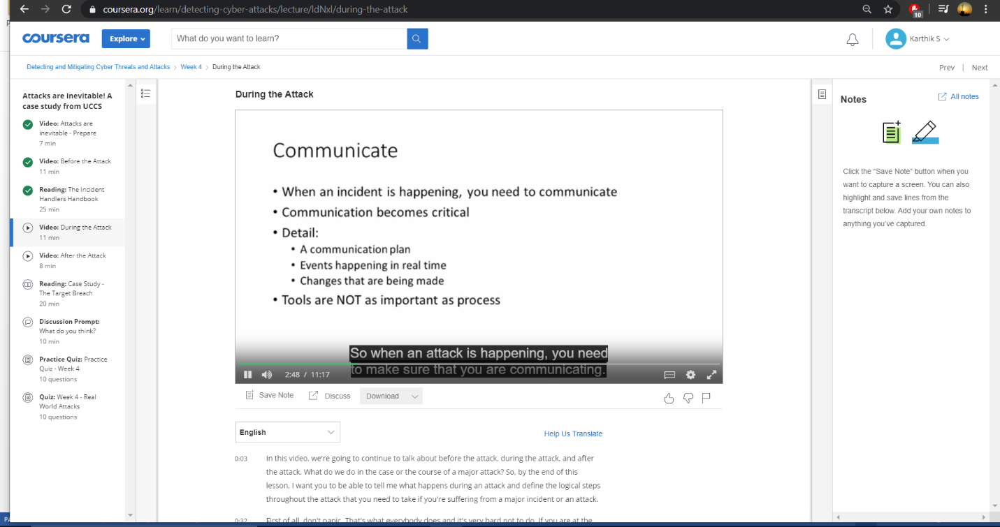 coursera.org/learn/detecting-cyber-attacks/lecture/ldNxl/during-the-attack
10
coursera
Explore
What do you want to learn?
Karthik S
Detecting and Mitigating Cyber Threats and Attacks > Week 4 > During the Attack
Prev | Next
Attacks are inevitable! A
case study from UCCS
Video: Attacks are
inevitable - Prepare
7 min
Video: Before the Attack
11 min
Reading: The Incident
Handlers Handbook
25 min
Video: During the Attack
11 min
Video: After the Attack
8 min
Reading: Case Study -
The Target Breach
20 min
Discussion Prompt:
What do you think?
10 min
Practice Quiz: Practice
Quiz - Week 4
10 questions
Quiz: Week 4 - Real
World Attacks
10 questions
During the Attack
Communicate
• When an incident is happening, you need to communicate
• Communication becomes critical
• Detail:
• A communication plan
• Events happening in real time
• Changes that are being made
• Tools are NOT as important as process
So when an attack is happening, you need
to make sure that you are communicating.
2:48 / 11:17
Save Note
Discuss
Download
English
Help Us Translate
0:03
In this video, we're going to continue to talk about before the attack, during the attack, and after
the attack. What do we do in the case or the course of a major attack? So, by the end of this
lesson, I want you to be able to tell me what happens during an attack and define the logical steps
throughout the attack that you need to take if you're suffering from a major incident or an attack.
0:32
First of all, don't panic. That's what everybody does and it's very hard not to do. If you are at the
Notes
All notes
Click the “Save Note” button when you
want to capture a screen. You can also
highlight and save lines from the
transcript below. Add your own notes to
anything you've captured.